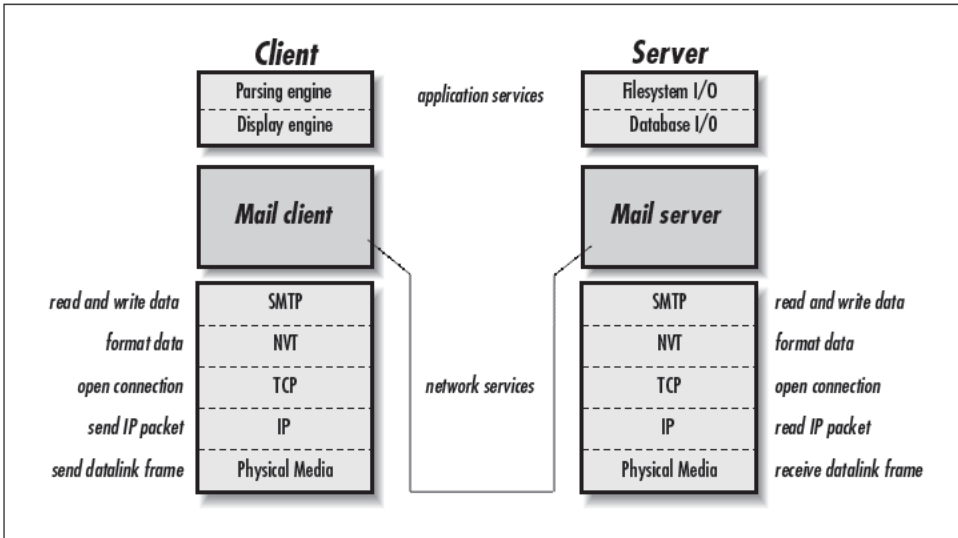 Client
Server
Parsing engine
application services
Filesystem I/O
Display engine
Database I/O
Mail client
Mail server
read and write data
SMTP
SMTP
read and write data
format data
NVT
NVT
format data
open connection
TCP
network services
TCP
open connection
send IP packet
IP
IP
read IP packet
send datalink frame
Physical Media
Physical Media
receive datalink frame